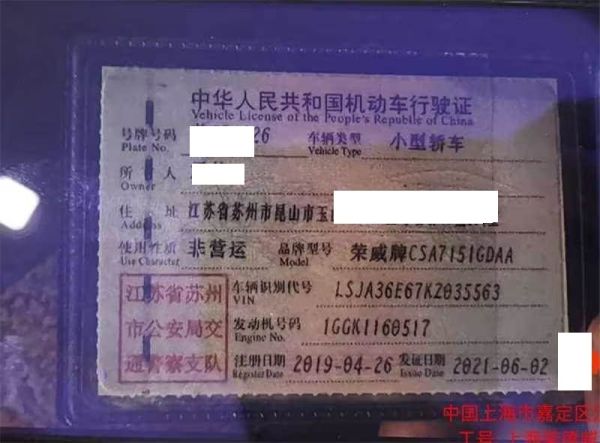 中华人民共和国机动车行驶证
Vehicle License of the People's Republic of China
号牌号码 26 车辆类型 小型轿车
Plate No. Vehicle Type
所有人
Owner
住址 江苏省苏州市昆山市玉
Address
使用性质 非营运 品牌型号 荣威牌CSA7151GDAA
Use Character Model
江苏省苏州
市公安局交
通警察支队
车辆识别代号 LSJA36E67KZ035563
VIN
发动机号码 1GGK1160517
Engine No.
注册日期 2019-04-26 发证日期 2021-06-02
Register Date Issue Date
中国上海市嘉定区
工号:上海